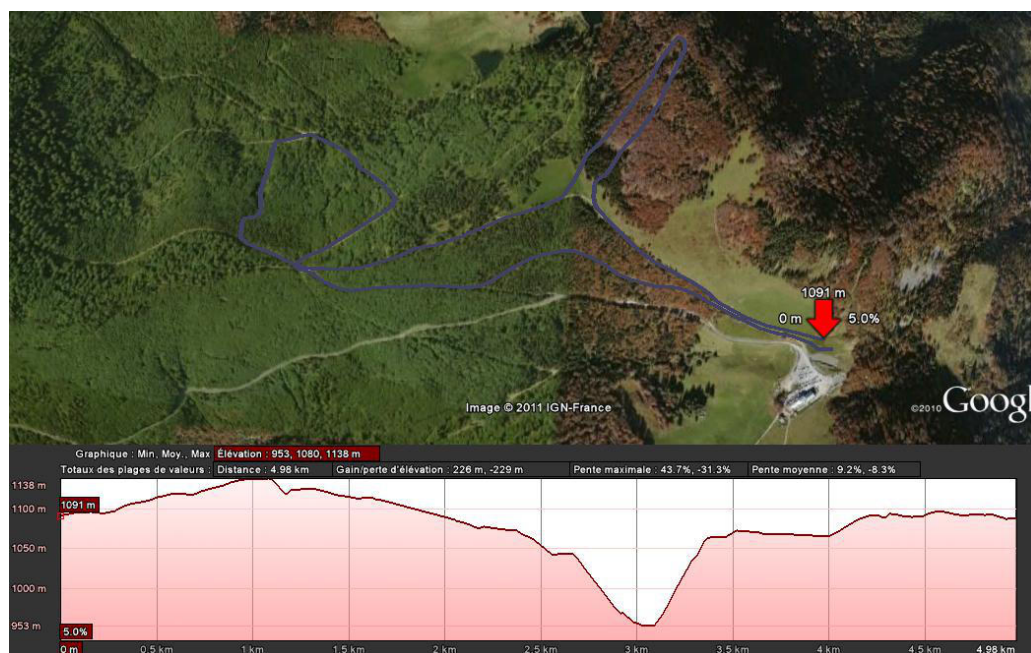 1091 m
0 m 5.0%
Image © 2011 IGN-France
©2010 Googl
Graphique : Min, Moy., Max Élévation : 953, 1080, 1138 m
Totaux des plages de valeurs : Distance : 4.98 km Gain/perte d'élévation : 226 m, -229 m Pente maximale : 43.7%, -31.3% Pente moyenne : 9.2%, -8.3%
1138 m
1091 m
1100 m
1050 m
1000 m
953 m
5.0%
0 m 0.5 km 1 km 1.5 km 2 km 2.5 km 3 km 3.5 km 4 km 4.5 km 4.98 km